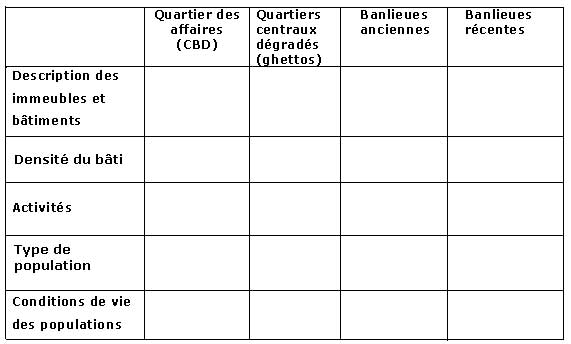 Quartier des
affaires
(CBD)
Quartiers
centraux
dégradés
(ghettos)
Banlieues
anciennes
Banlieues
récentes
Description des
immeubles et
bâtiments
Densité du bâti
Activités
Type de
population
Conditions de vie
des populations